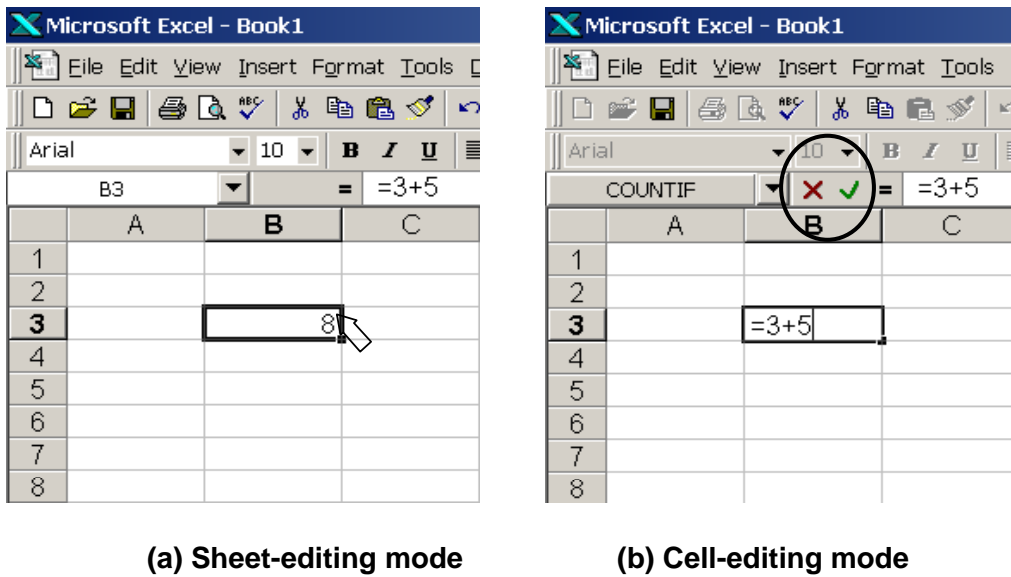 Microsoft Excel - Book1
File Edit View Insert Format Tools
ABC
Arial 10 B I U
B3 = =3+5
A B C
1
2
3 8
4
5
6
7
8
(a) Sheet-editing mode
Microsoft Excel - Book1
File Edit View Insert Format Tools
ABC
Arial 10 B I U
COUNTIF = =3+5
A B C
1
2
3 =3+5
4
5
6
7
8
(b) Cell-editing mode